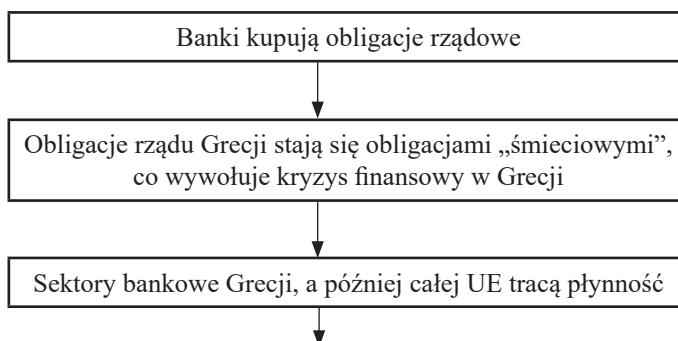 Banki kupują obligacje rządowe
Obligacje rządu Grecji stają się obligacjami „śmieciowymi”,
co wywołuje kryzys finansowy w Grecji
Sektory bankowe Grecji, a później całej UE tracą płynność